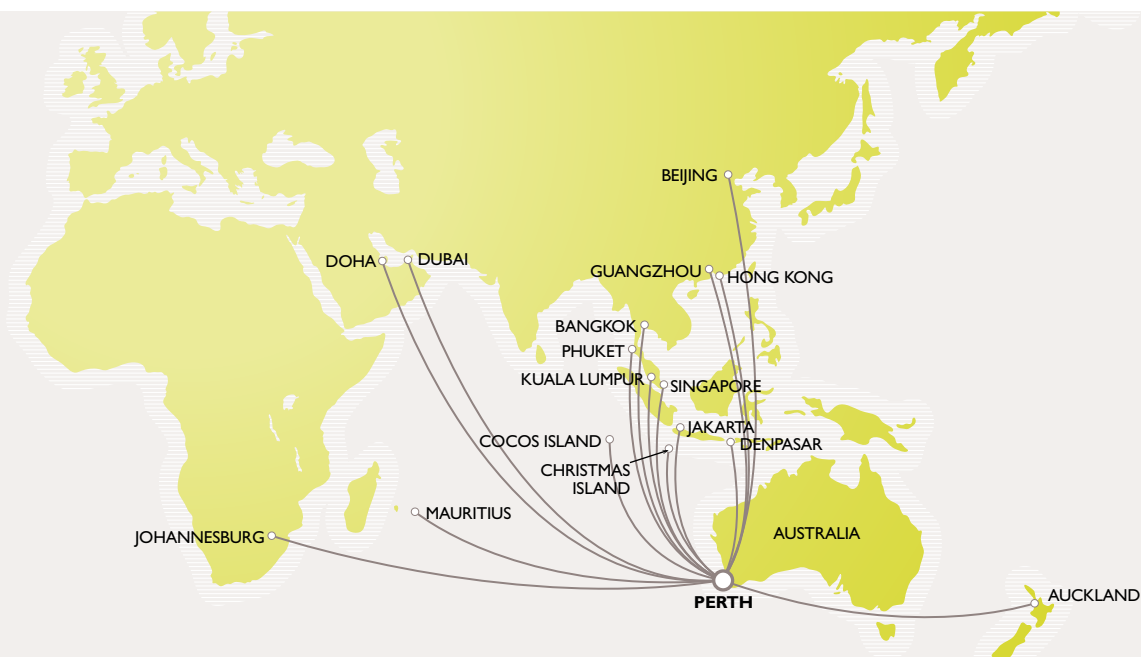 BEIJING
DOHA
DUBAI
GUANGZHOU
HONG KONG
BANGKOK
PHUKET
KUALA LUMPUR
SINGAPORE
JAKARTA
COCOS ISLAND
DENPASAR
CHRISTMAS
ISLAND
MAURITIUS
JOHANNESBURG
AUSTRALIA
PERTH
AUCKLAND